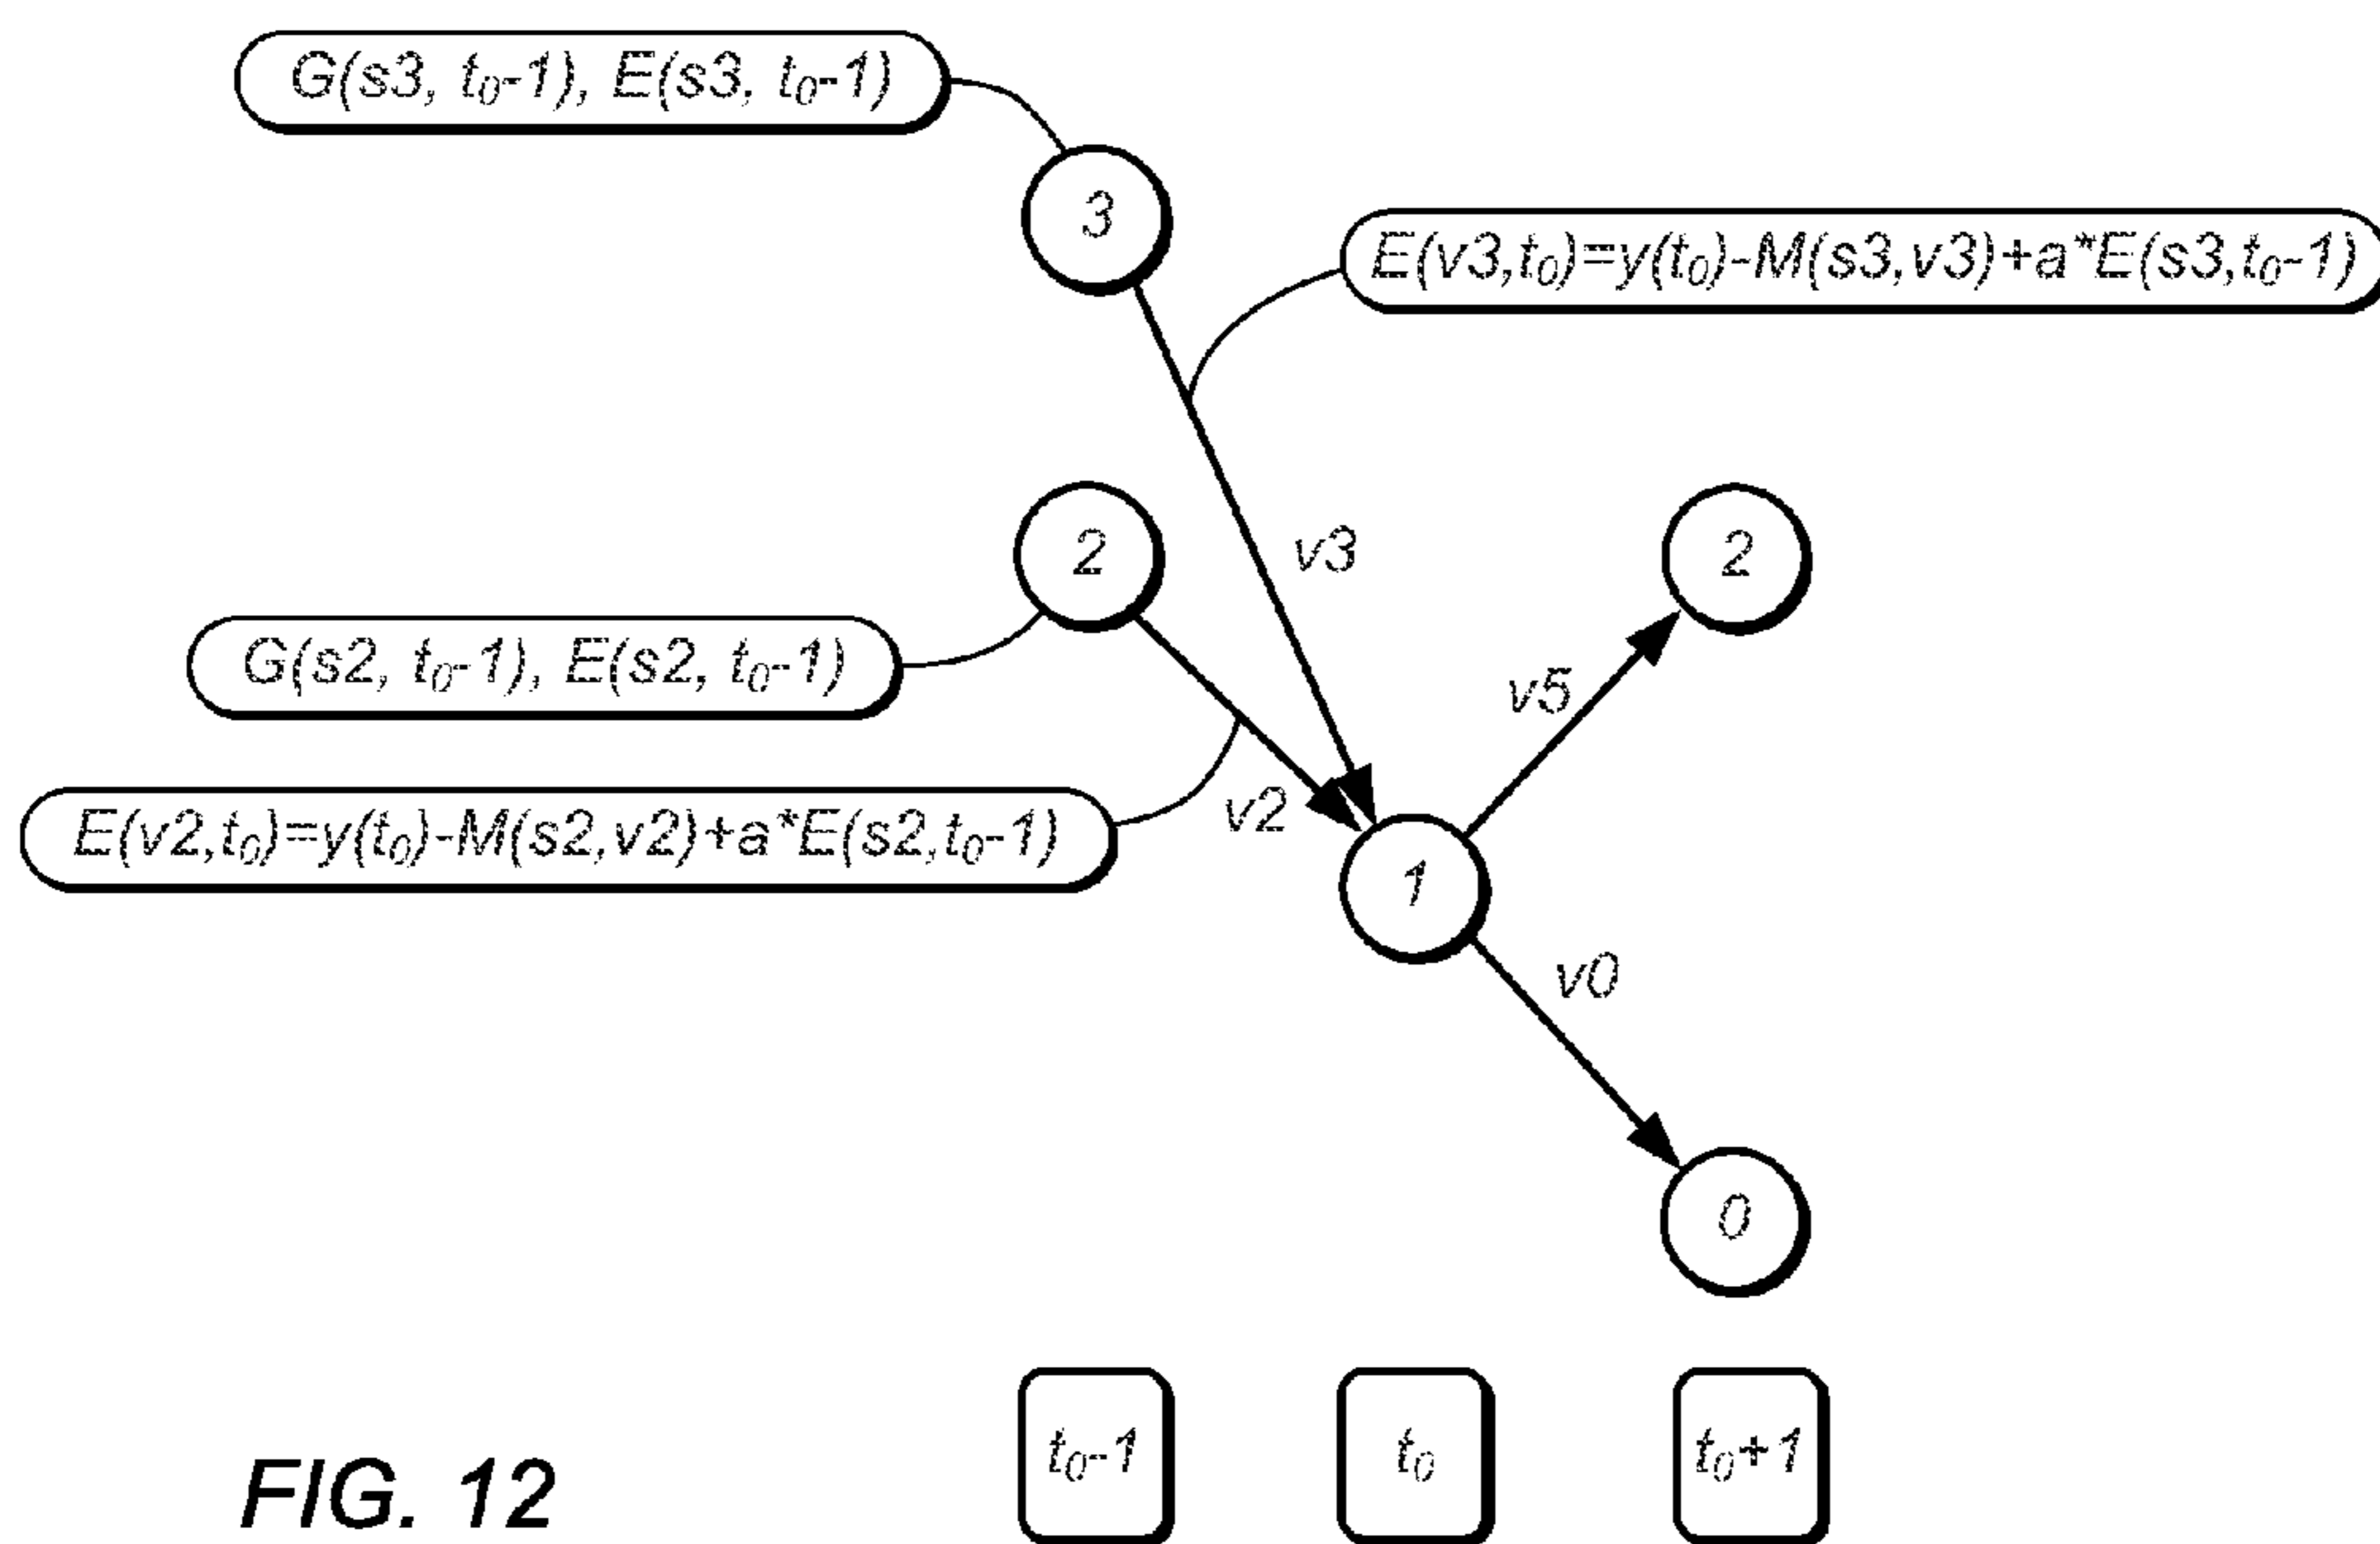 G(s3, t₀-1), E(s3, t₀-1)
3
E(v3,t₀)=y(t₀)-M(s3,v3)+a*E(s3,t₀-1)
v3
2
2
G(s2, t₀-1), E(s2, t₀-1)
v5
E(v2,t₀)=y(t₀)-M(s2,v2)+a*E(s2,t₀-1)
v2
1
v0
0
t₀-1
t₀
t₀+1
FIG. 12